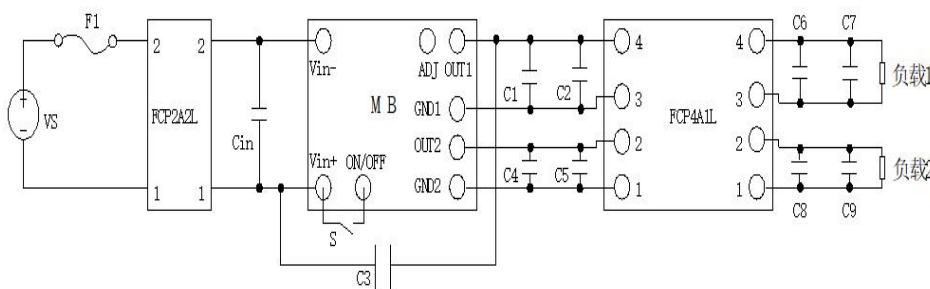 F1
VS
2 2
FCP2A2L
1 1
Cin
Vin-
ADJ OUT1
MB
GND1
OUT2
Vin+ ON/OFF
GND2
S
C3
C1 C2
C4 C5
4 4
3 3
FCP4A1L
2 2
1 1
C6 C7
负载1
负载2
C8 C9